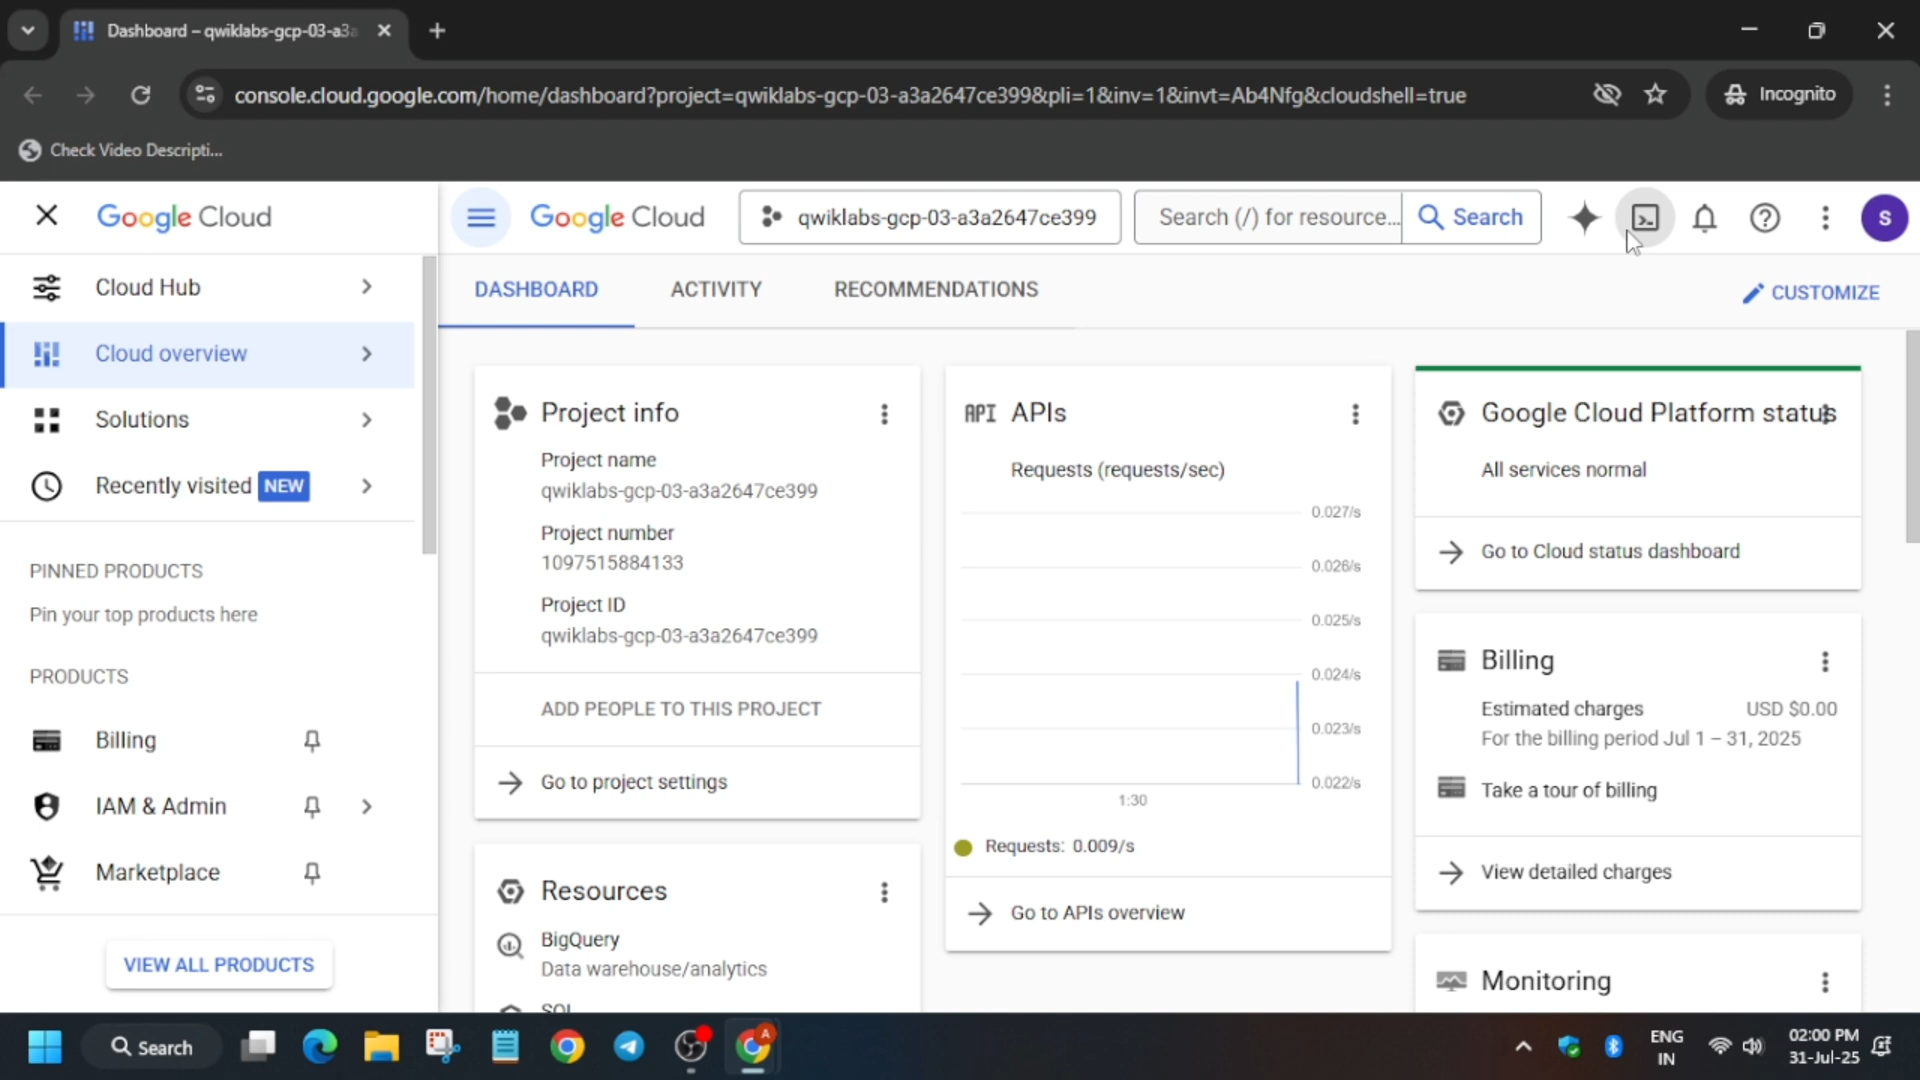 Dashboard – qwiklabs-gcp-03-a3a
console.cloud.google.com/home/dashboard?project=qwiklabs-gcp-03-a3a2647ce399&pli=1&inv=1&invt=Ab4Nfg&cloudshell=true
Incognito
Check Video Descripti...
Google Cloud
Google Cloud
qwiklabs-gcp-03-a3a2647ce399
Search (/) for resource...
Search
S
Cloud Hub
Cloud overview
Solutions
Recently visited NEW
PINNED PRODUCTS
Pin your top products here
PRODUCTS
Billing
IAM & Admin
Marketplace
VIEW ALL PRODUCTS
DASHBOARD
ACTIVITY
RECOMMENDATIONS
CUSTOMIZE
Project info
Project name
qwiklabs-gcp-03-a3a2647ce399
Project number
1097515884133
Project ID
qwiklabs-gcp-03-a3a2647ce399
ADD PEOPLE TO THIS PROJECT
Go to project settings
Resources
BigQuery
Data warehouse/analytics
SQL
API APIs
Requests (requests/sec)
0.027/s
0.026/s
0.025/s
0.024/s
0.023/s
0.022/s
1:30
Requests: 0.009/s
Go to APIs overview
Google Cloud Platform status
All services normal
Go to Cloud status dashboard
Billing
Estimated charges USD $0.00
For the billing period Jul 1 – 31, 2025
Take a tour of billing
View detailed charges
Monitoring
Search
A
ENG
IN
02:00 PM
31-Jul-25